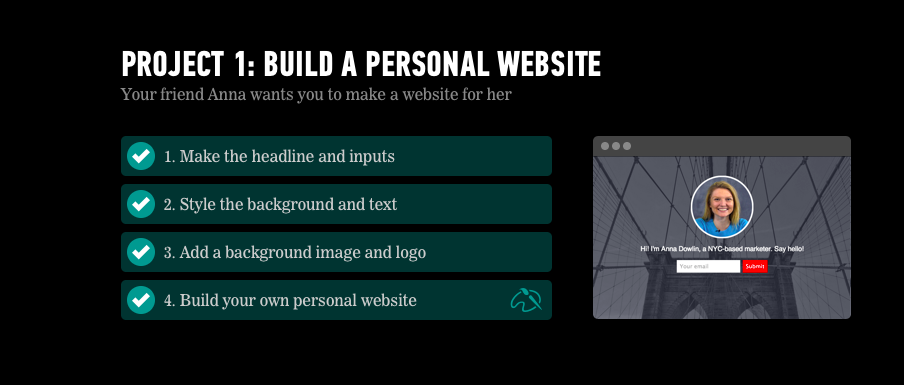 PROJECT 1: BUILD A PERSONAL WEBSITE
Your friend Anna wants you to make a website for her
1. Make the headline and inputs
2. Style the background and text
3. Add a background image and logo
4. Build your own personal website
Hi! I'm Anna Dowlin, a NYC-based marketer. Say hello!
Your email
Submit